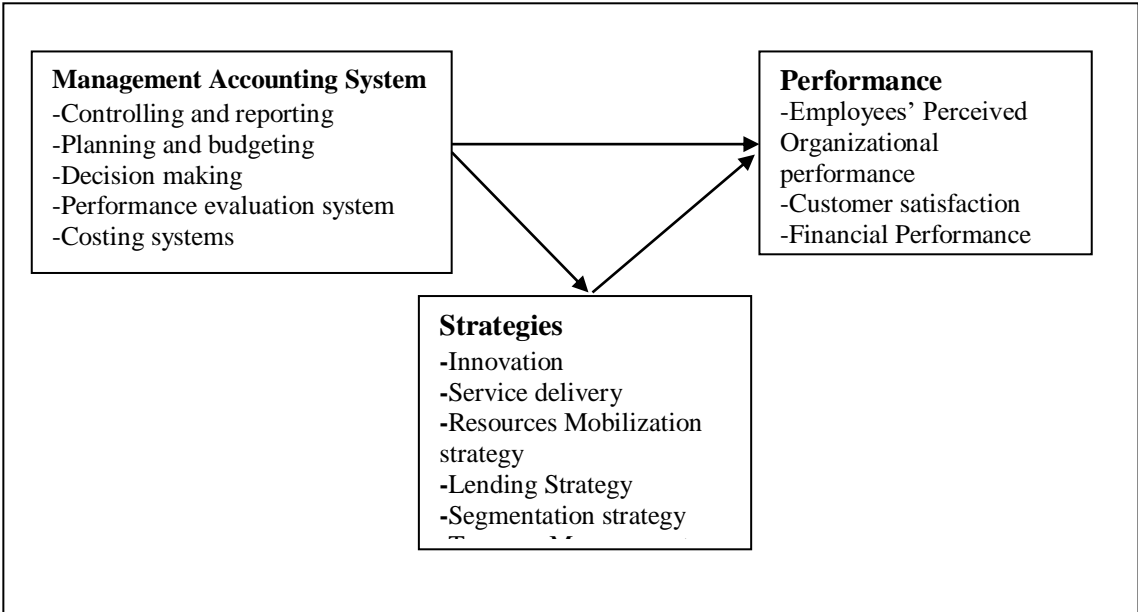 Management Accounting System
-Controlling and reporting
-Planning and budgeting
-Decision making
-Performance evaluation system
-Costing systems
Performance
-Employees’ Perceived
Organizational
performance
-Customer satisfaction
-Financial Performance
Strategies
-Innovation
-Service delivery
-Resources Mobilization
strategy
-Lending Strategy
-Segmentation strategy